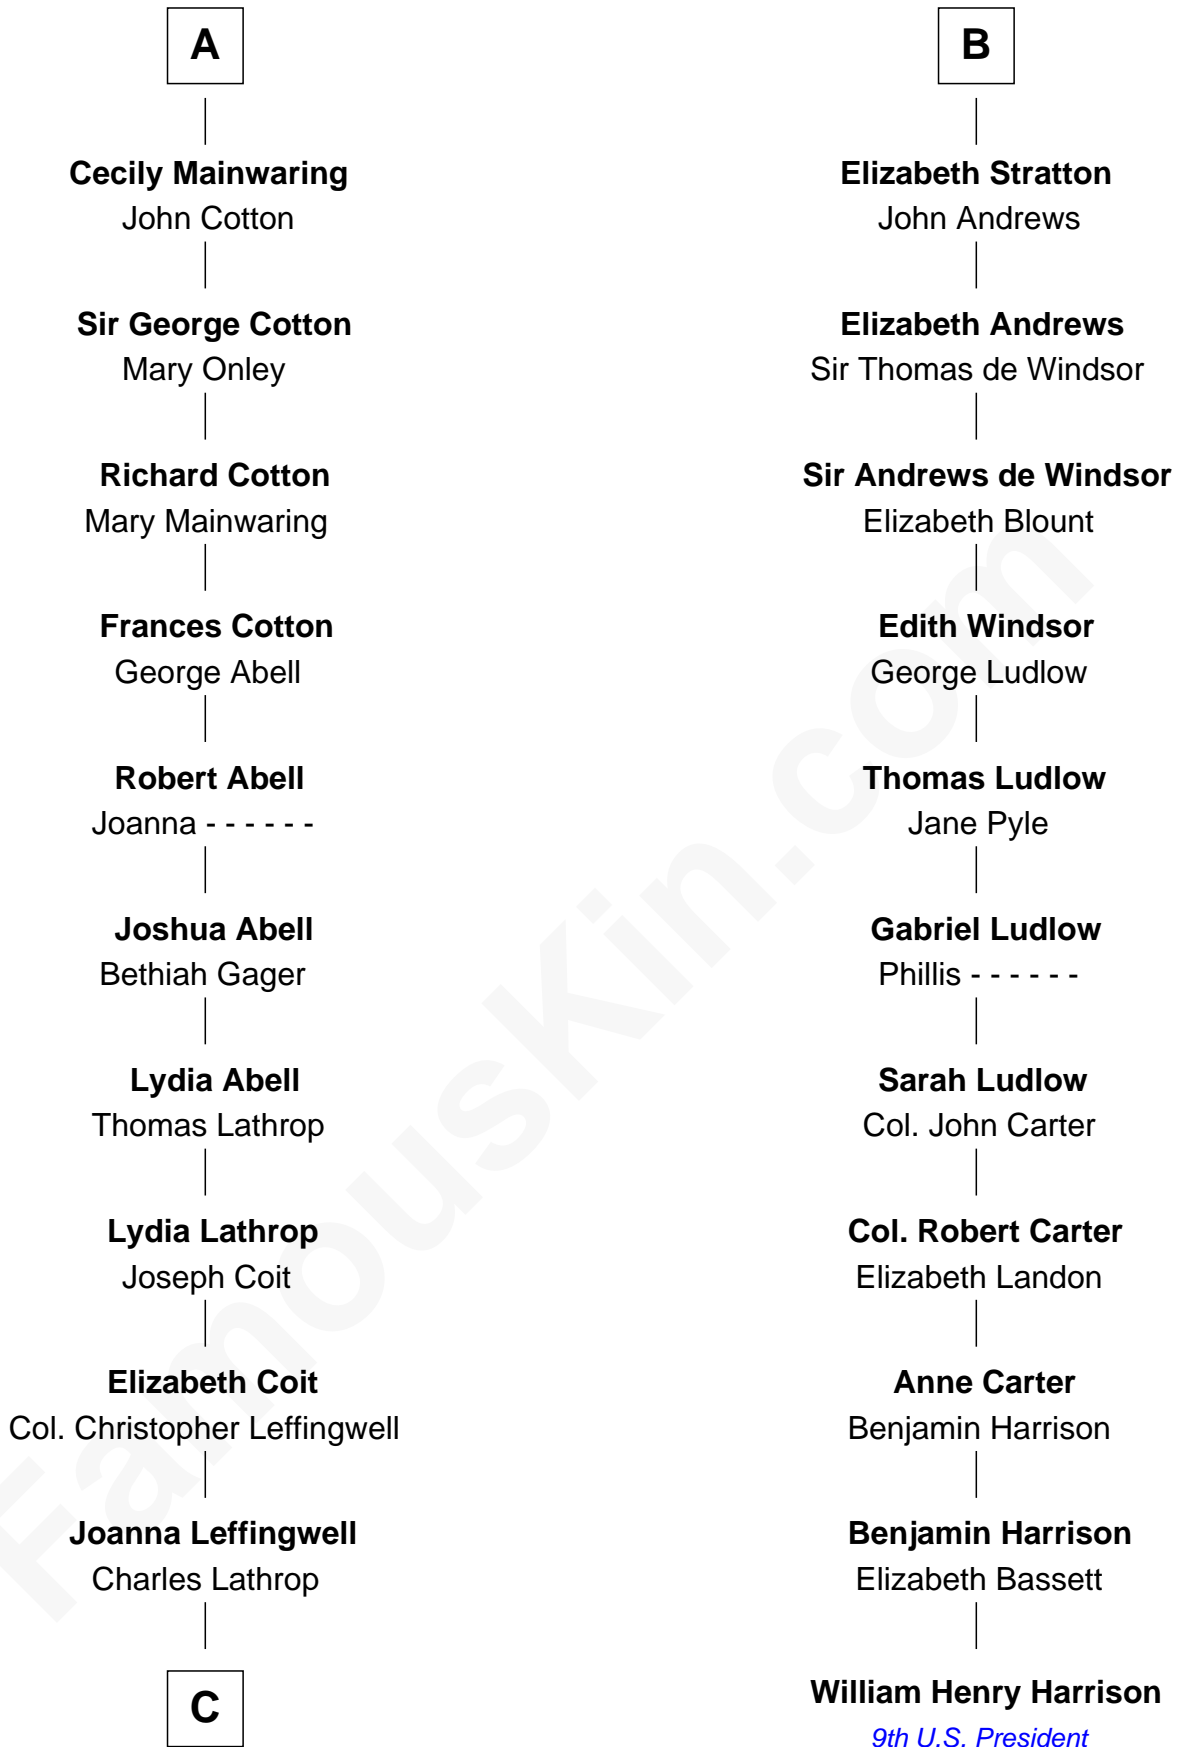 A
Cecily Mainwaring
John Cotton
Sir George Cotton
Mary Onley
Richard Cotton
Mary Mainwaring
Frances Cotton
George Abell
Robert Abell
Joanna - - - - - -
Joshua Abell
Bethiah Gager
Lydia Abell
Thomas Lathrop
Lydia Lathrop
Joseph Coit
Elizabeth Coit
Col. Christopher Leffingwell
Joanna Leffingwell
Charles Lathrop
C
B
Elizabeth Stratton
John Andrews
Elizabeth Andrews
Sir Thomas de Windsor
Sir Andrews de Windsor
Elizabeth Blount
Edith Windsor
George Ludlow
Thomas Ludlow
Jane Pyle
Gabriel Ludlow
Phillis - - - - - -
Sarah Ludlow
Col. John Carter
Col. Robert Carter
Elizabeth Landon
Anne Carter
Benjamin Harrison
Benjamin Harrison
Elizabeth Bassett
William Henry Harrison
9th U.S. President
FamousKin.com